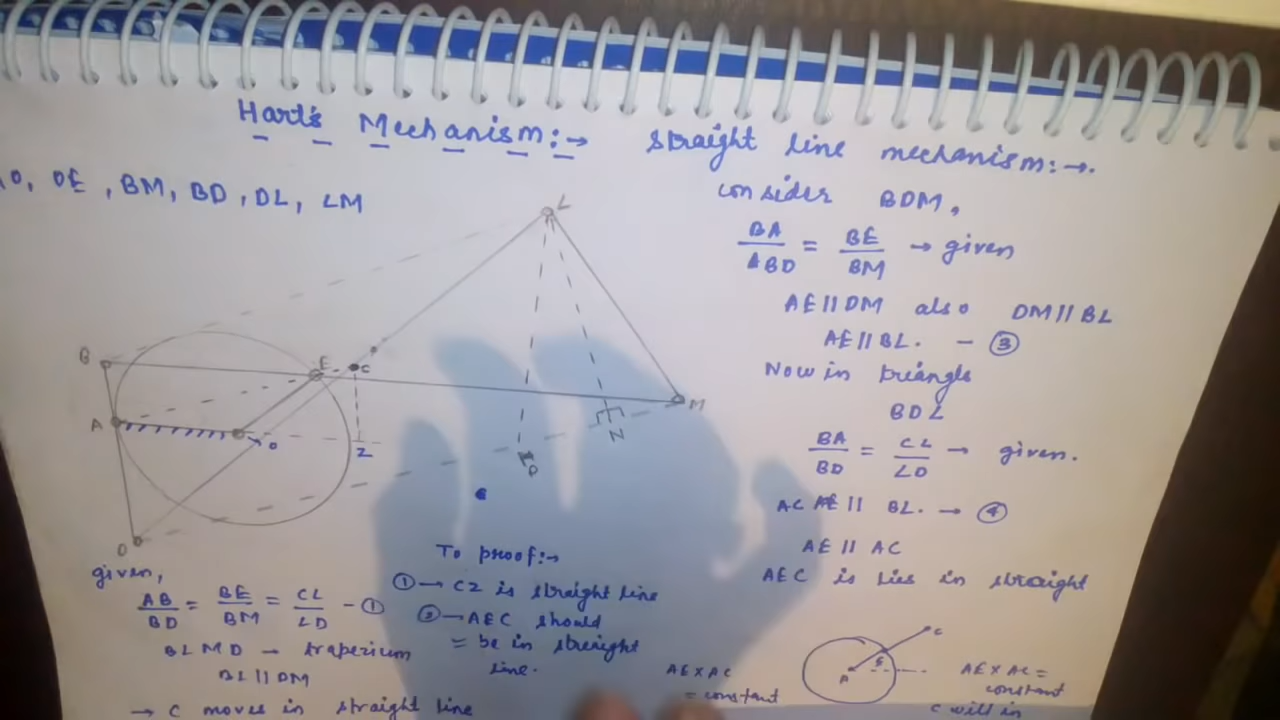 Hart's Mechanism:→ Straight line mechanism:→.
O, OE, BM, BD, DL, LM
L
B
E
C
M
A
O
Z
N
P
D
given,
AB/BD = BE/BM = CL/LD - ①
BLMD → trapezium
BL || DM
→ C moves in straight line
To proof:→
①→ CZ is straight line
②→ AEC should
= be in streight
line.
AE x AC
= constant
consider BDM,
BA/BD = BE/BM → given
AE || DM also DM || BL
AE || BL. - ③
Now in triangle
BDL
BA/BD = CL/LD → given.
AC || BL. → ④
AE || AC
AEC is lies in straight
C
E
A
AE x AC =
constant
C will in